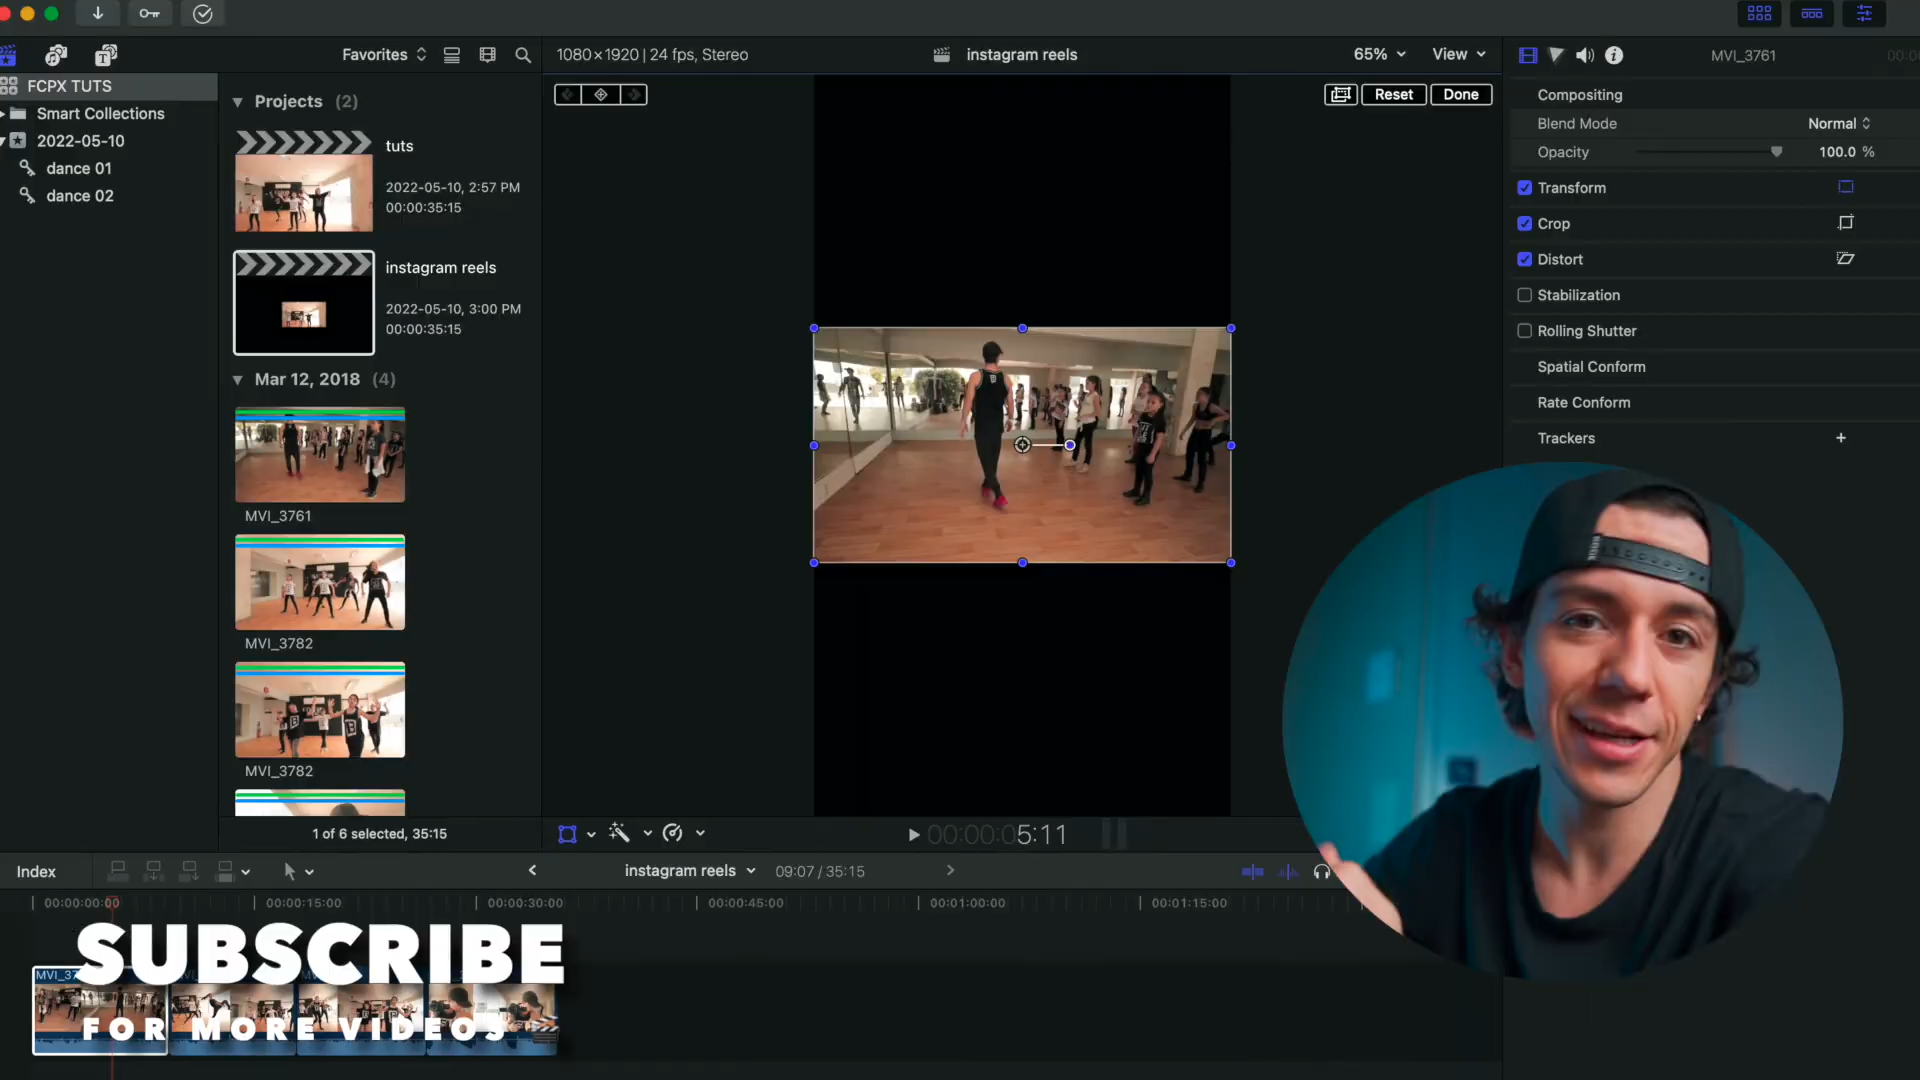 Favorites
1080×1920 | 24 fps, Stereo
instagram reels
65%
View
MVI_3761
FCPX TUTS
Smart Collections
2022-05-10
dance 01
dance 02
Projects (2)
tuts
2022-05-10, 2:57 PM
00:00:35:15
instagram reels
2022-05-10, 3:00 PM
00:00:35:15
Mar 12, 2018 (4)
MVI_3761
MVI_3782
MVI_3782
1 of 6 selected, 35:15
Reset
Done
Compositing
Blend Mode
Normal
Opacity
100.0 %
Transform
Crop
Distort
Stabilization
Rolling Shutter
Spatial Conform
Rate Conform
Trackers
00:00:05:11
Index
instagram reels
09:07 / 35:15
00:00:00:00
00:00:15:00
00:00:30:00
00:00:45:00
00:01:00:00
00:01:15:00
SUBSCRIBE
FOR MORE VIDEOS